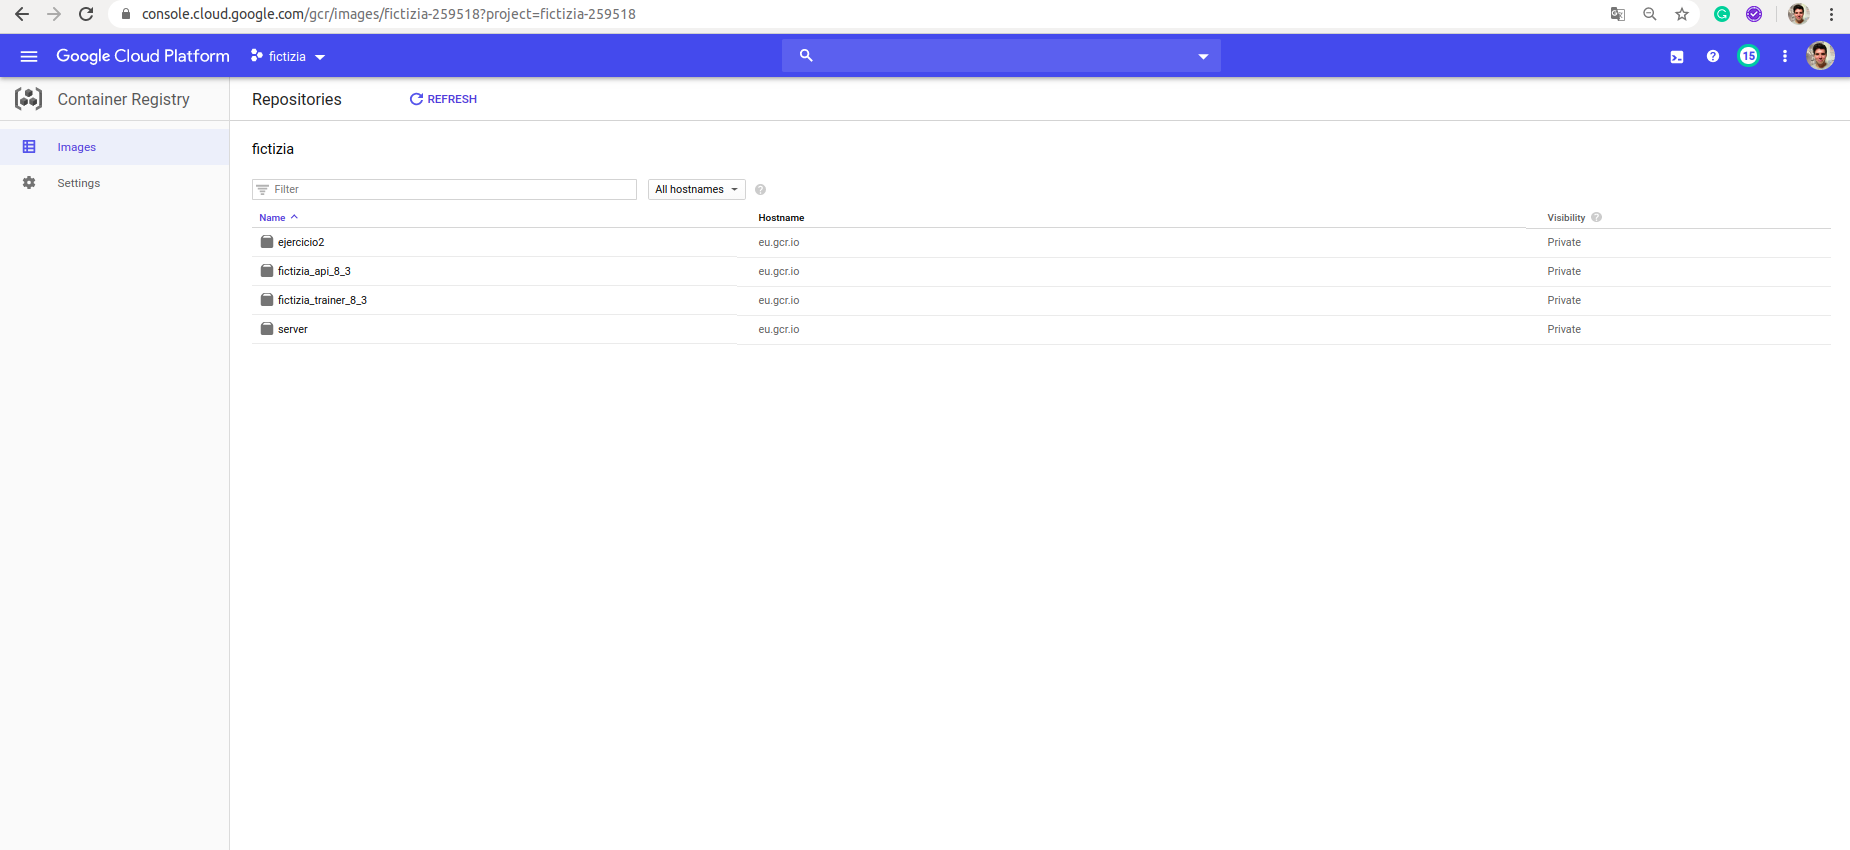 console.cloud.google.com/gcr/images/fictizia-259518?project=fictizia-259518
Google Cloud Platform fictizia 15
Container Registry Repositories REFRESH
Images
Settings
fictizia
Filter All hostnames
Name Hostname Visibility
ejercicio2 eu.gcr.io Private
fictizia_api_8_3 eu.gcr.io Private
fictizia_trainer_8_3 eu.gcr.io Private
server eu.gcr.io Private